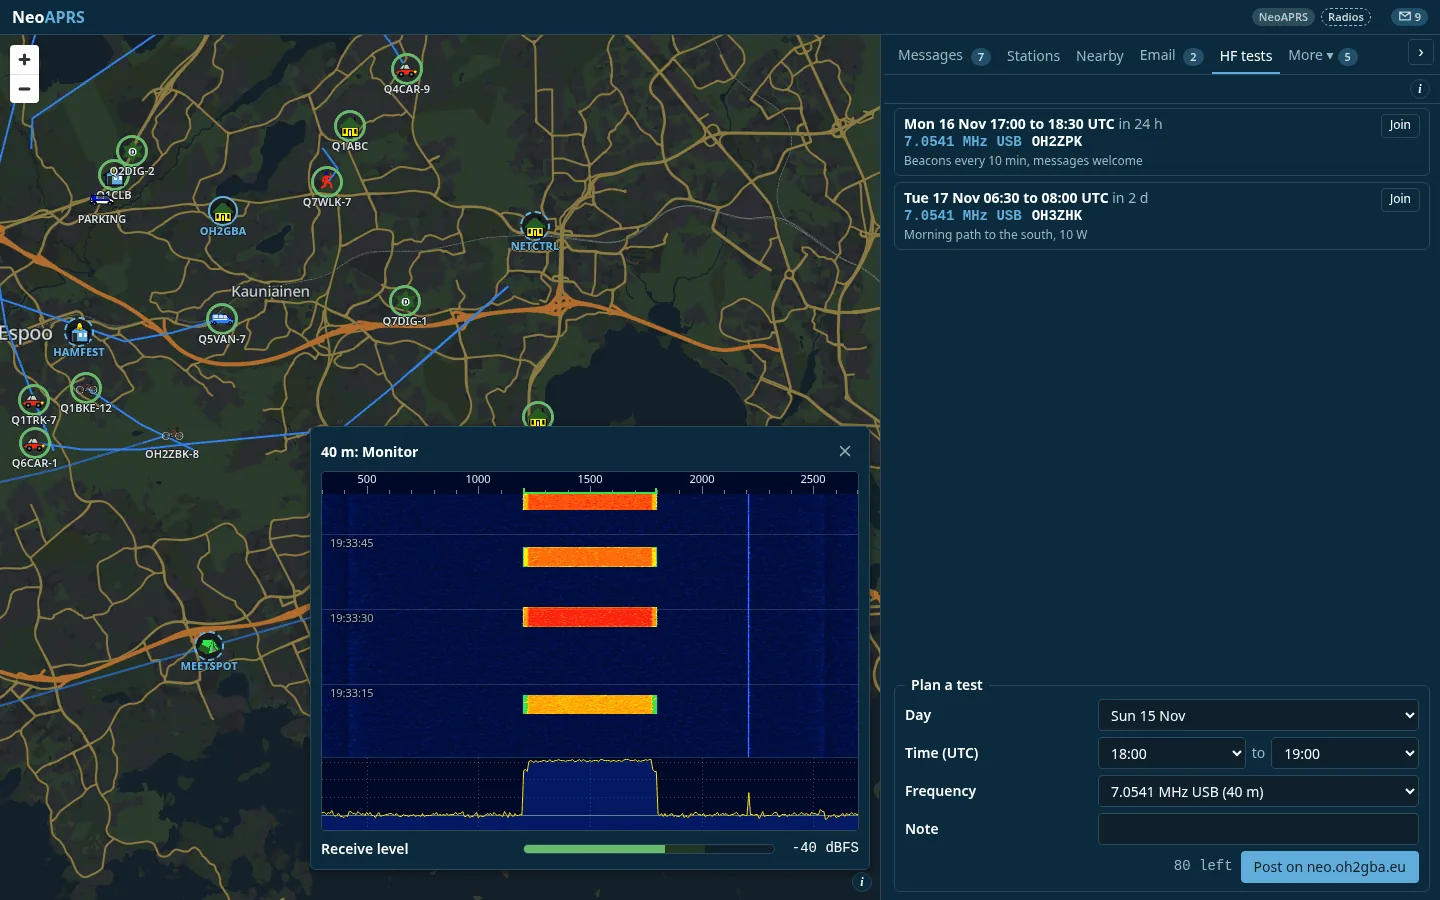 NeoAPRS
NeoAPRS
Radios
9
+
−
Q4CAR-9
Q1ABC
Q2DIG-2
Q1CLB
PARKING
Q7WLK-7
OH2GBA
NETCTRL
Kauniainen
Q7DIG-1
Q5VAN-7
Espoo
HAMFEST
Q1BKE-12
Q1TRK-7
OH2ZBK-8
Q6CAR-1
MEETSPOT
40 m: Monitor
500 1000 1500 2000 2500
19:33:45
19:33:30
19:33:15
Receive level -40 dBFS
i
Messages 7 Stations Nearby Email 2 HF tests More ▾ 5
i
Mon 16 Nov 17:00 to 18:30 UTC in 24 h
Join
7.0541 MHz USB OH2ZPK
Beacons every 10 min, messages welcome
Tue 17 Nov 06:30 to 08:00 UTC in 2 d
Join
7.0541 MHz USB OH3ZHK
Morning path to the south, 10 W
Plan a test
Day Sun 15 Nov
Time (UTC) 18:00 to 19:00
Frequency 7.0541 MHz USB (40 m)
Note
80 left Post on neo.oh2gba.eu